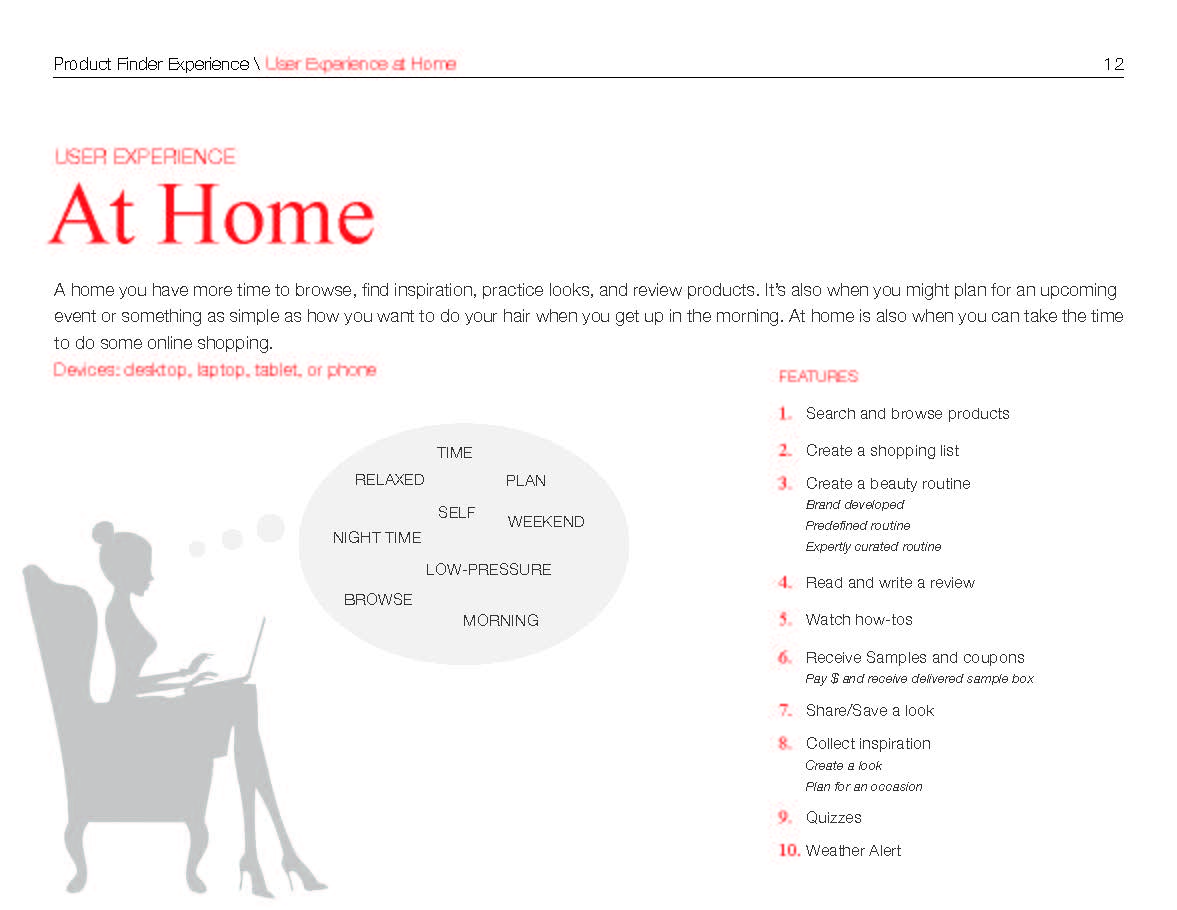 Product Finder Experience \ User Experience at Home 12
USER EXPERIENCE
At Home
A home you have more time to browse, find inspiration, practice looks, and review products. It's also when you might plan for an upcoming
event or something as simple as how you want to do your hair when you get up in the morning. At home is also when you can take the time
to do some online shopping.
Devices: desktop, laptop, tablet, or phone
TIME
RELAXED
PLAN
SELF
WEEKEND
NIGHT TIME
LOW-PRESSURE
BROWSE
MORNING
FEATURES
1. Search and browse products
2. Create a shopping list
3. Create a beauty routine
Brand developed
Predefined routine
Expertly curated routine
4. Read and write a review
5. Watch how-tos
6. Receive Samples and coupons
Pay $ and receive delivered sample box
7. Share/Save a look
8. Collect inspiration
Create a look
Plan for an occasion
9. Quizzes
10. Weather Alert